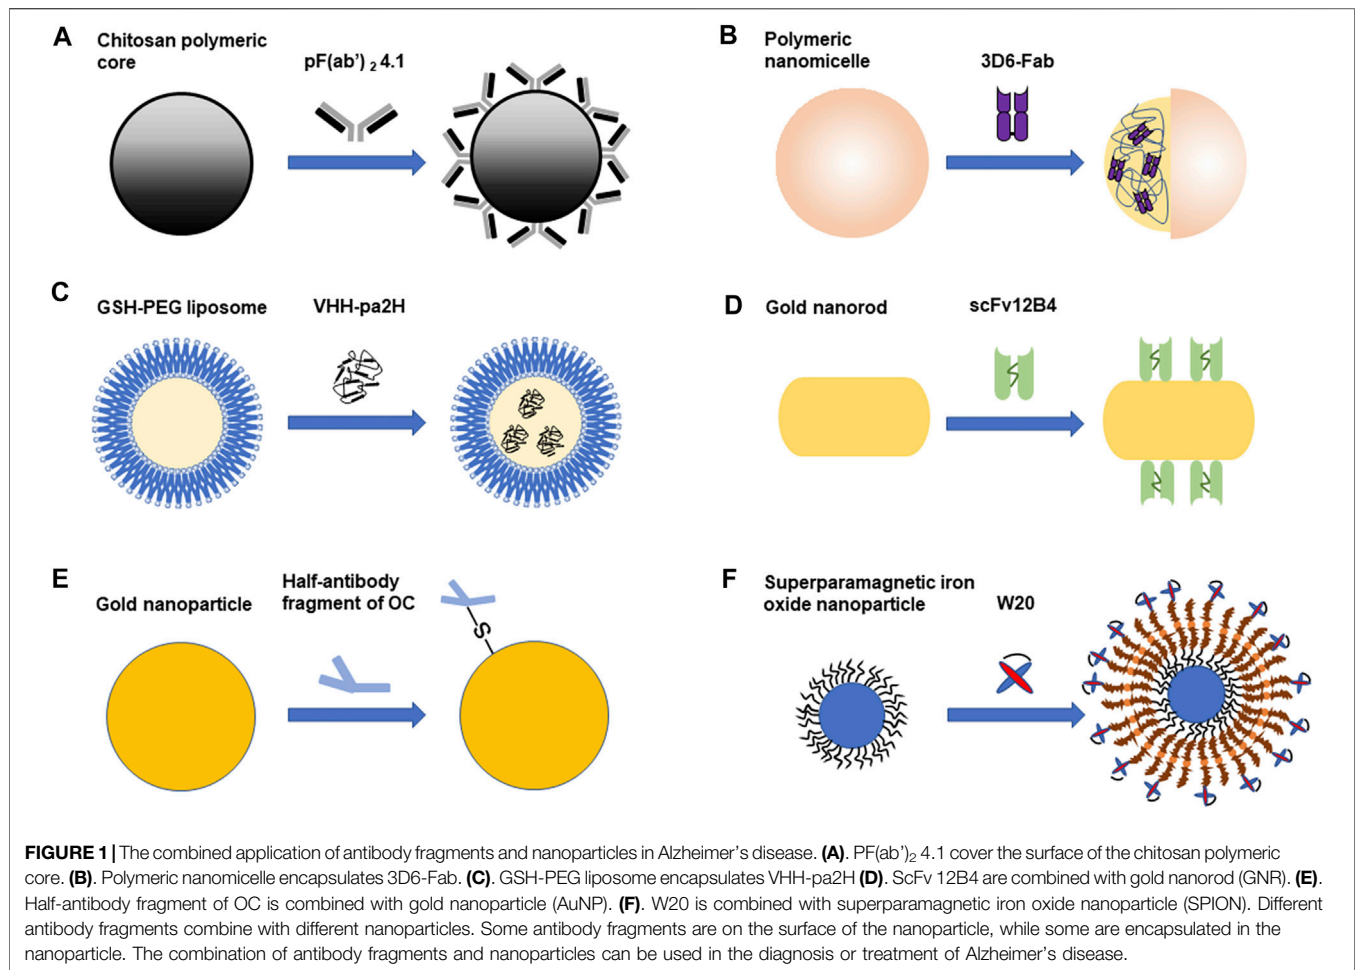 A
Chitosan polymeric
core
pF(ab’) 2 4.1
B
Polymeric
nanomicelle
3D6-Fab
C
GSH-PEG liposome
VHH-pa2H
D
Gold nanorod
scFv12B4
E
Gold nanoparticle
Half-antibody
fragment of OC
S
F
Superparamagnetic iron
oxide nanoparticle
W20
FIGURE 1 | The combined application of antibody fragments and nanoparticles in Alzheimer’s disease. (A). PF(ab’)2 4.1 cover the surface of the chitosan polymeric
core. (B). Polymeric nanomicelle encapsulates 3D6-Fab. (C). GSH-PEG liposome encapsulates VHH-pa2H (D). ScFv 12B4 are combined with gold nanorod (GNR). (E).
Half-antibody fragment of OC is combined with gold nanoparticle (AuNP). (F). W20 is combined with superparamagnetic iron oxide nanoparticle (SPION). Different
antibody fragments combine with different nanoparticles. Some antibody fragments are on the surface of the nanoparticle, while some are encapsulated in the
nanoparticle. The combination of antibody fragments and nanoparticles can be used in the diagnosis or treatment of Alzheimer’s disease.